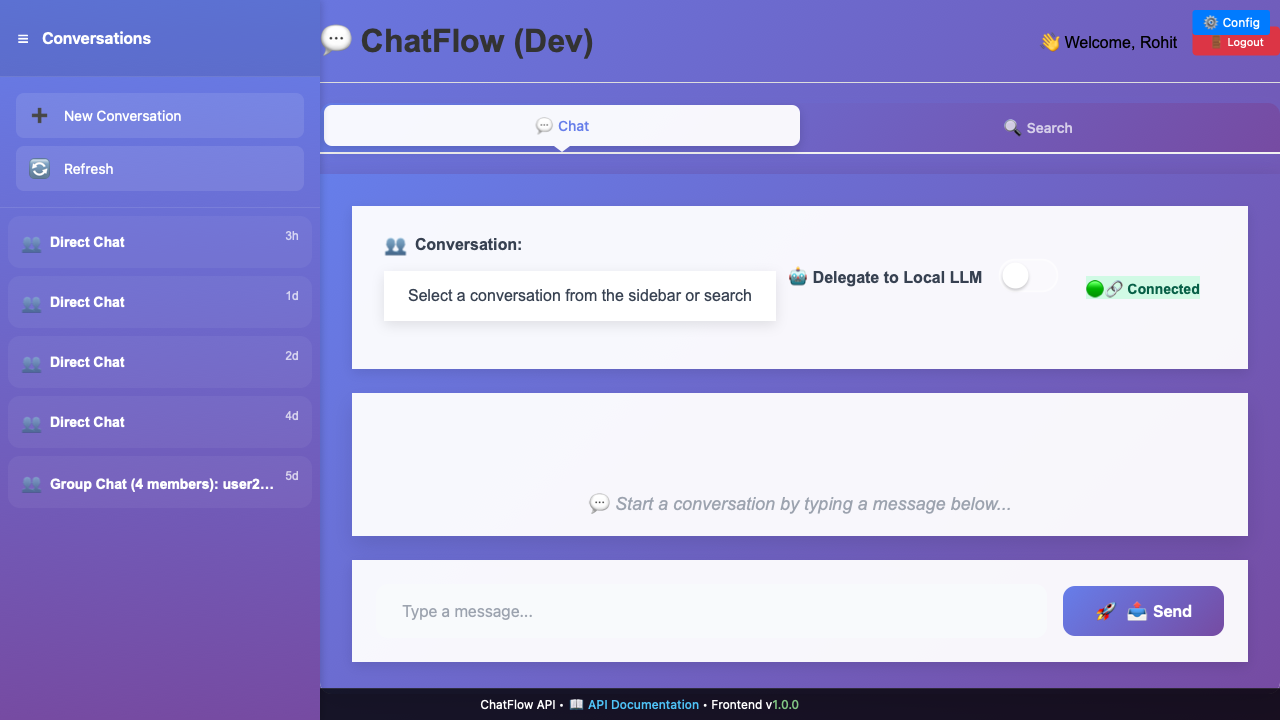 ≡ Conversations
➕ New Conversation
🔄 Refresh
👥 Direct Chat 3h
👥 Direct Chat 1d
👥 Direct Chat 2d
👥 Direct Chat 4d
👥 Group Chat (4 members): user2... 5d
💬 ChatFlow (Dev)
👋 Welcome, Rohit
⚙️ Config
Logout
💬 Chat
🔍 Search
👥 Conversation:
Select a conversation from the sidebar or search
🤖 Delegate to Local LLM
🟢🔗 Connected
💬 Start a conversation by typing a message below...
Type a message...
🚀 📤 Send
ChatFlow API • 📖 API Documentation • Frontend v1.0.0